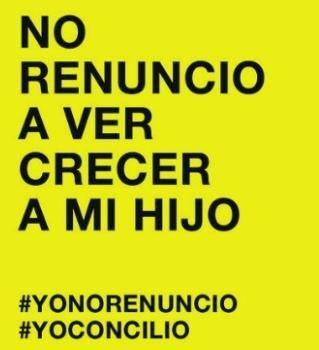 NO
RENUNCIO
A VER
CRECER
A MI HIJO
#YONORENUNCIO
#YOCONCILIO